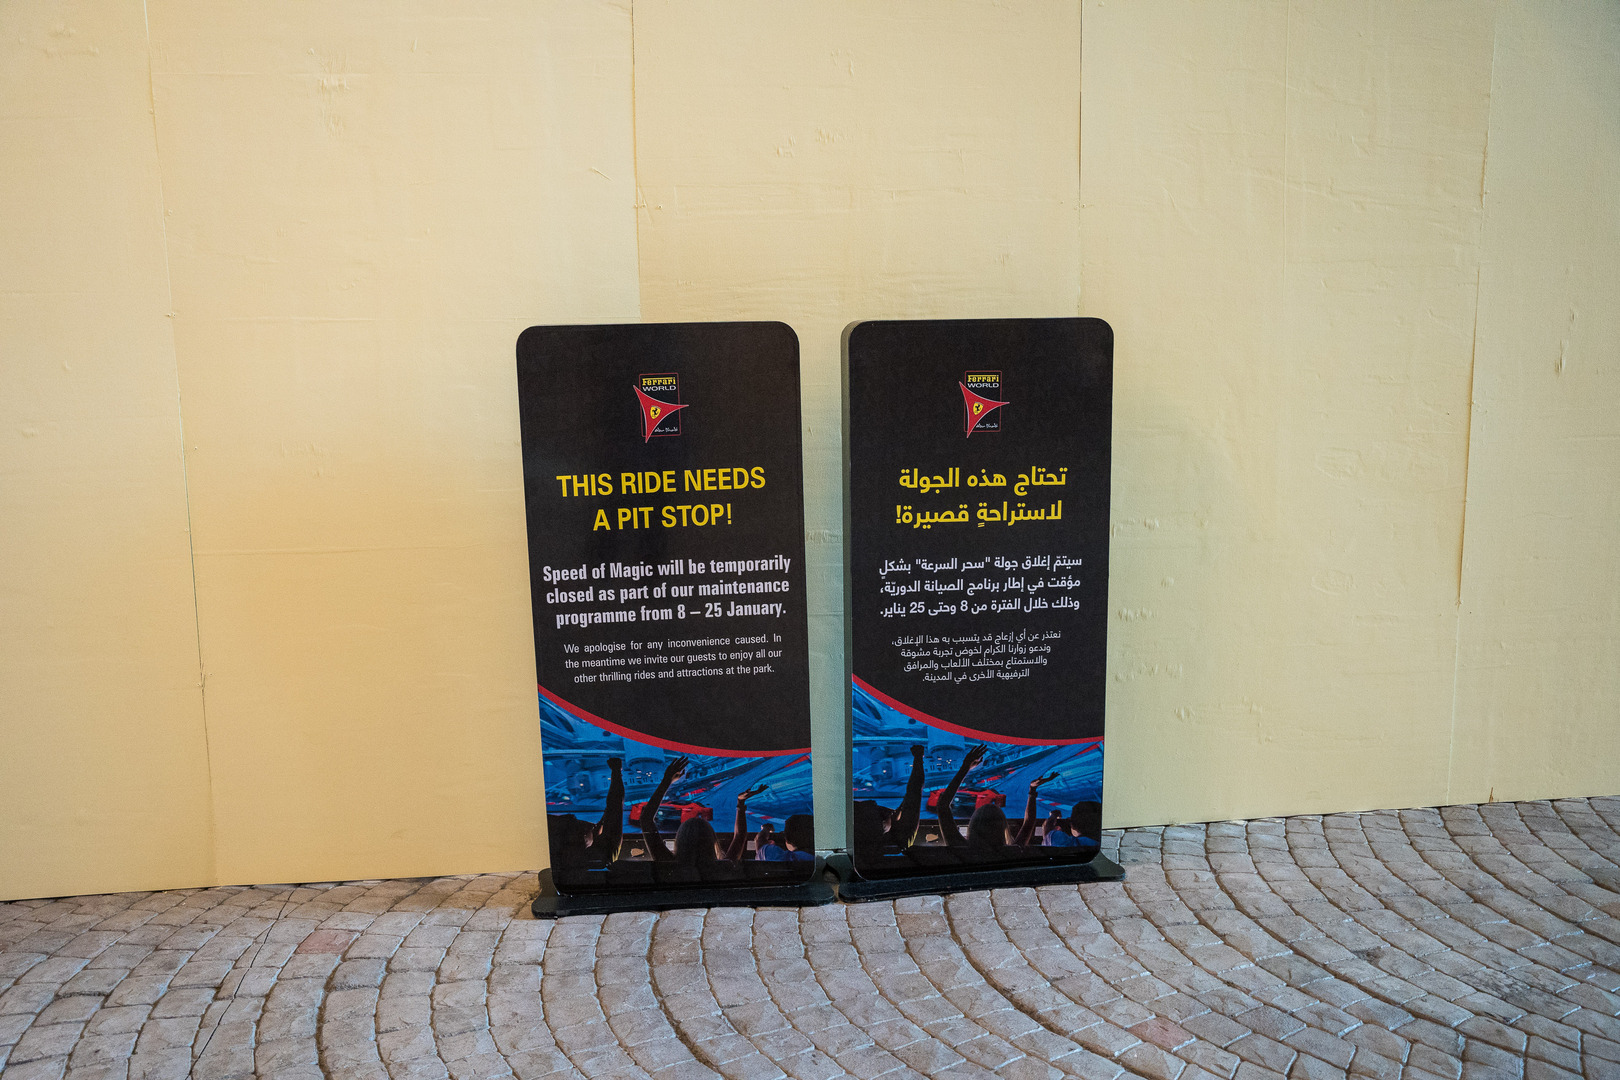 Ferrari
WORLD
THIS RIDE NEEDS
A PIT STOP!
Speed of Magic will be temporarily
closed as part of our maintenance
programme from 8 – 25 January.
We apologise for any inconvenience caused. In
the meantime we invite our guests to enjoy all our
other thrilling rides and attractions at the park.
Ferrari
WORLD
تحتاج هذه الجولة
لاستراحةٍ قصيرة!
سيتمّ إغلاق جولة "سحر السرعة" بشكلٍ
مؤقت في إطار برنامج الصيانة الدوريّة،
وذلك خلال الفترة من 8 وحتى 25 يناير.
نعتذر عن أي إزعاج قد يتسبب به هذا الإغلاق،
وندعو زوارنا الكرام لخوض تجربة مشوقة
والاستمتاع بمختلف الألعاب والمرافق
الترفيهية الأخرى في المدينة.